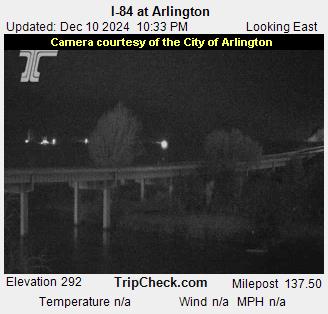 I-84 at Arlington
Updated: Dec 10 2024 10:33 PM Looking East
Camera courtesy of the City of Arlington
Elevation 292 TripCheck.com Milepost 137.50
Temperature n/a Wind n/a MPH n/a